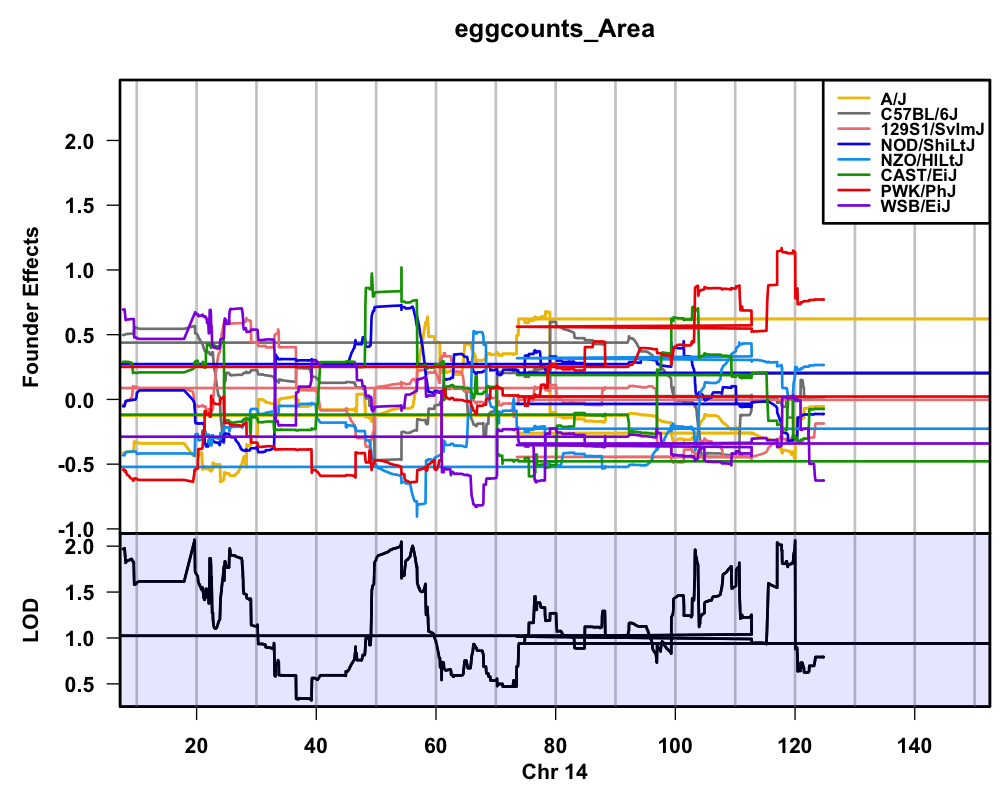 eggcounts_Area
A/J
C57BL/6J
129S1/SvImJ
NOD/ShiLtJ
NZO/HlLtJ
CAST/EiJ
PWK/PhJ
WSB/EiJ
Founder Effects
2.0
1.5
1.0
0.5
0.0
-0.5
-1.0
LOD
2.0
1.5
1.0
0.5
20 40 60 80 100 120 140
Chr 14